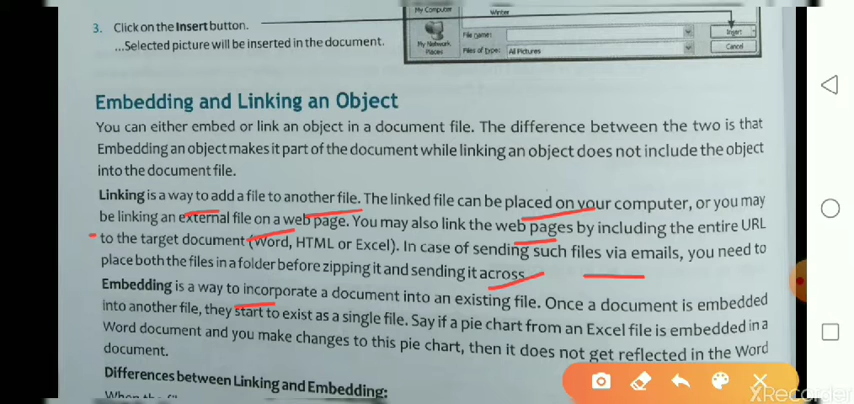 My Computer
Winter
3. Click on the Insert button.
...Selected picture will be inserted in the document.
My Network Places
File name:
Insert
Files of type: All Pictures
Cancel
Embedding and Linking an Object
You can either embed or link an object in a document file. The difference between the two is that
Embedding an object makes it part of the document while linking an object does not include the object
into the document file.
Linking is a way to add a file to another file. The linked file can be placed on your computer, or you may
be linking an external file on a web page. You may also link the web pages by including the entire URL
to the target document (Word, HTML or Excel). In case of sending such files via emails, you need to
place both the files in a folder before zipping it and sending it across
Embedding is a way to incorporate a document into an existing file. Once a document is embedded
into another file, they start to exist as a single file. Say if a pie chart from an Excel file is embedded in a
Word document and you make changes to this pie chart, then it does not get reflected in the Word
document.
Differences between Linking and Embedding:
XRecorder